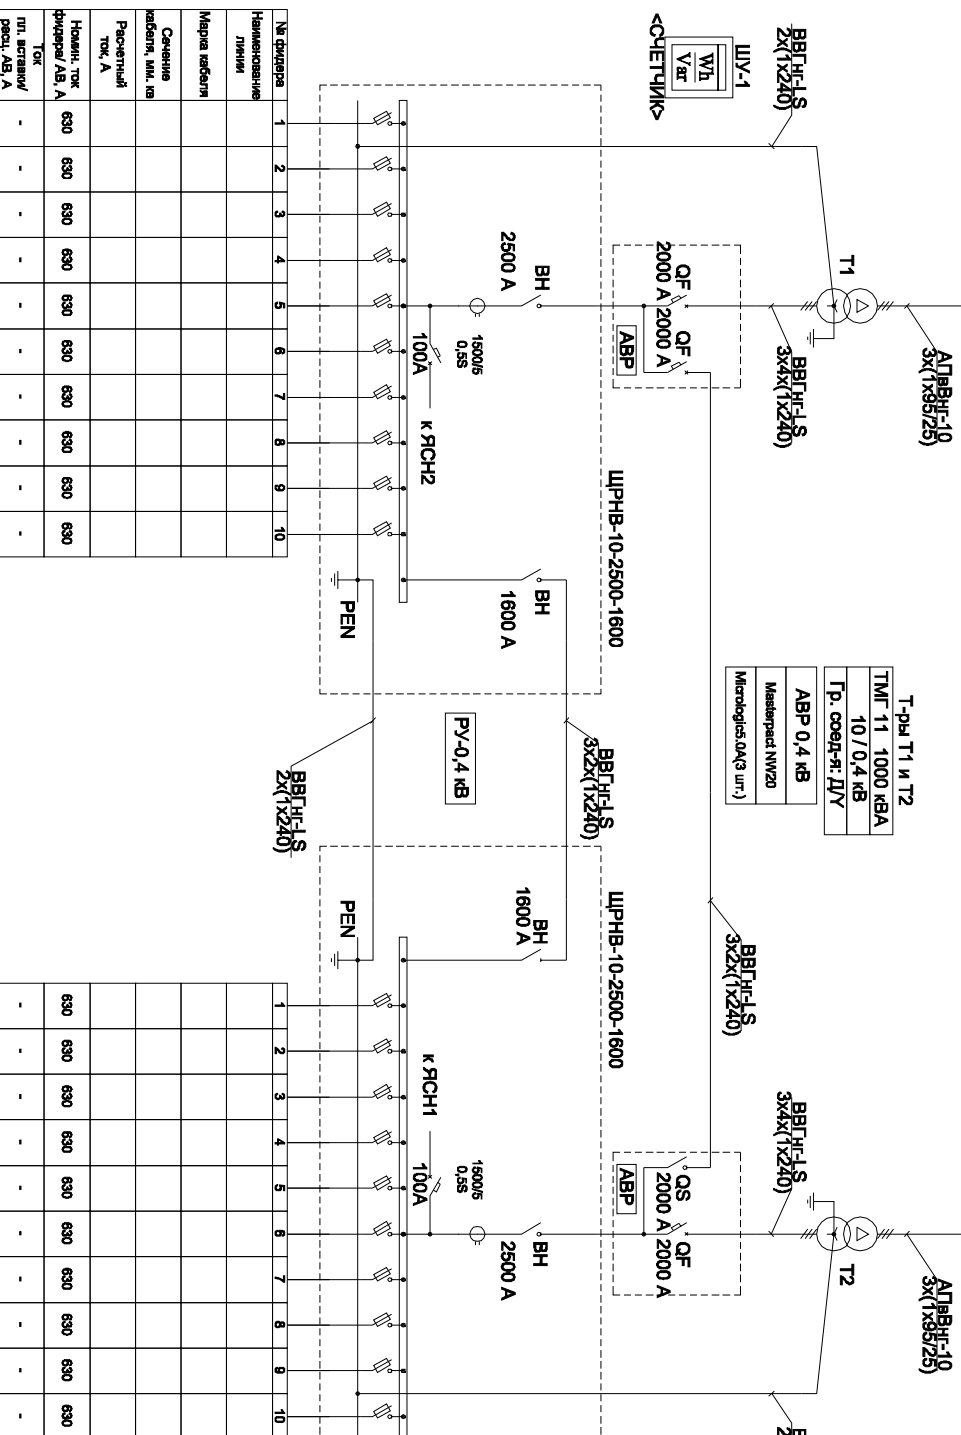 ВВГнг-LS
2х(1х240)
ШУ-1
Wh
Var
<СЧЕТЧИК>
Т1
АПвВнг-10
3х(1х95/25)
ВВГнг-LS
3х4х(1х240)
QF
2000 А
QF
2000 А
АВР
ВН
2500 А
1500/5
0,5S
100А
к ЯСН2
ЩРНВ-10-2500-1600
ВН
1600 А
PEN
Т-ры Т1 и Т2
ТМГ 11 1000 кВА
10 / 0,4 кВ
Гр. соед-я: Д/Y
АВР 0,4 кВ
Masterpact NW20
Micrologic5.0A(3 шт.)
РУ-0,4 кВ
ВВГнг-LS
3х2х(1х240)
ВВГнг-LS
2х(1х240)
ВВГнг-LS
3х2х(1х240)
ЩРНВ-10-2500-1600
ВН
1600 А
PEN
к ЯСН1
100А
1500/5
0,5S
ВН
2500 А
АВР
QS
2000 А
QF
2000 А
ВВГнг-LS
3х4х(1х240)
Т2
АПвВнг-10
3х(1х95/25)
№ фидера 1 2 3 4 5 6 7 8 9 10
Наименование
линии
Марка кабеля
Сечение
кабеля, мм. кв
Расчетный
ток, А
Номин. ток
фидера/ АВ, А 630 630 630 630 630 630 630 630 630 630
Ток
пл. вставки/
расц. АВ, А - - - - - - - - - -
1 2 3 4 5 6 7 8 9 10
630 630 630 630 630 630 630 630 630 630
- - - - - - - - - -